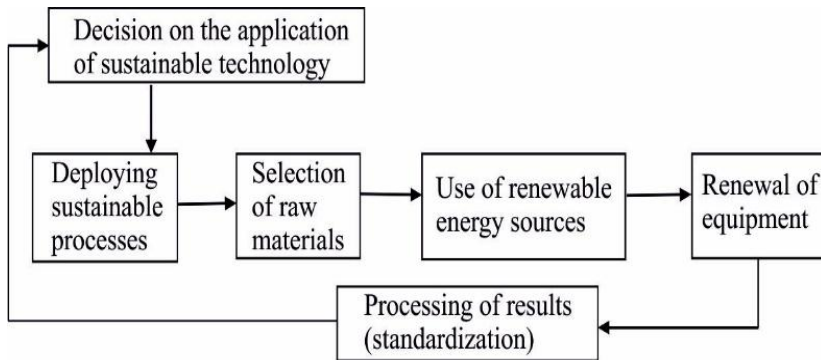 Decision on the application
of sustainable technology
Deploying
sustainable
processes
Selection
of raw
materials
Use of renewable
energy sources
Renewal of
equipment
Processing of results
(standardization)